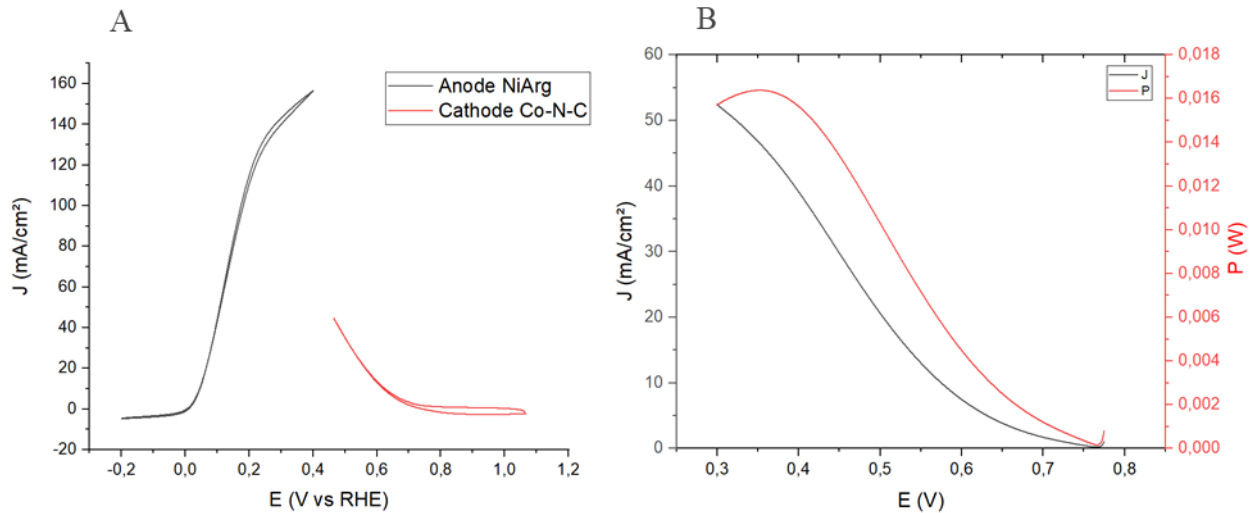 A
160
140
120
100
80
60
40
20
0
-20
J (mA/cm²)
Anode NiArg
Cathode Co-N-C
-0,2 0,0 0,2 0,4 0,6 0,8 1,0 1,2
E (V vs RHE)
B
60
50
40
30
20
10
0
J (mA/cm²)
J
P
0,018
0,016
0,014
0,012
0,010
0,008
0,006
0,004
0,002
0,000
P (W)
0,3 0,4 0,5 0,6 0,7 0,8
E (V)